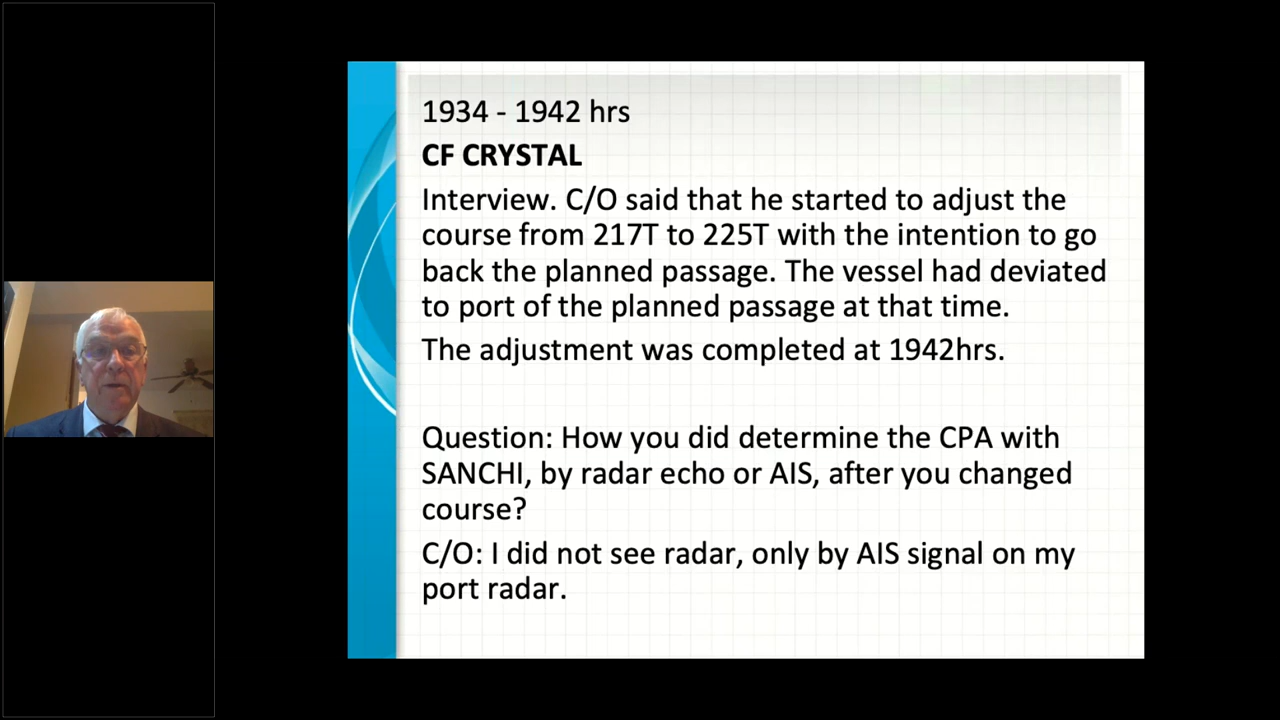 1934 - 1942 hrs
CF CRYSTAL
Interview. C/O said that he started to adjust the
course from 217T to 225T with the intention to go
back the planned passage. The vessel had deviated
to port of the planned passage at that time.
The adjustment was completed at 1942hrs.
Question: How you did determine the CPA with
SANCHI, by radar echo or AIS, after you changed
course?
C/O: I did not see radar, only by AIS signal on my
port radar.